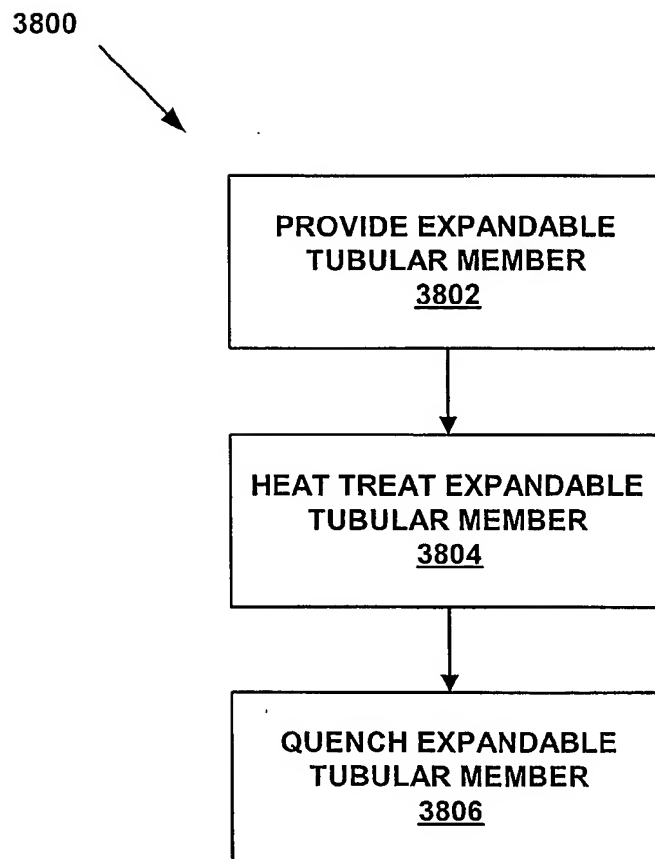 3800
PROVIDE EXPANDABLE
TUBULAR MEMBER
3802
HEAT TREAT EXPANDABLE
TUBULAR MEMBER
3804
QUENCH EXPANDABLE
TUBULAR MEMBER
3806